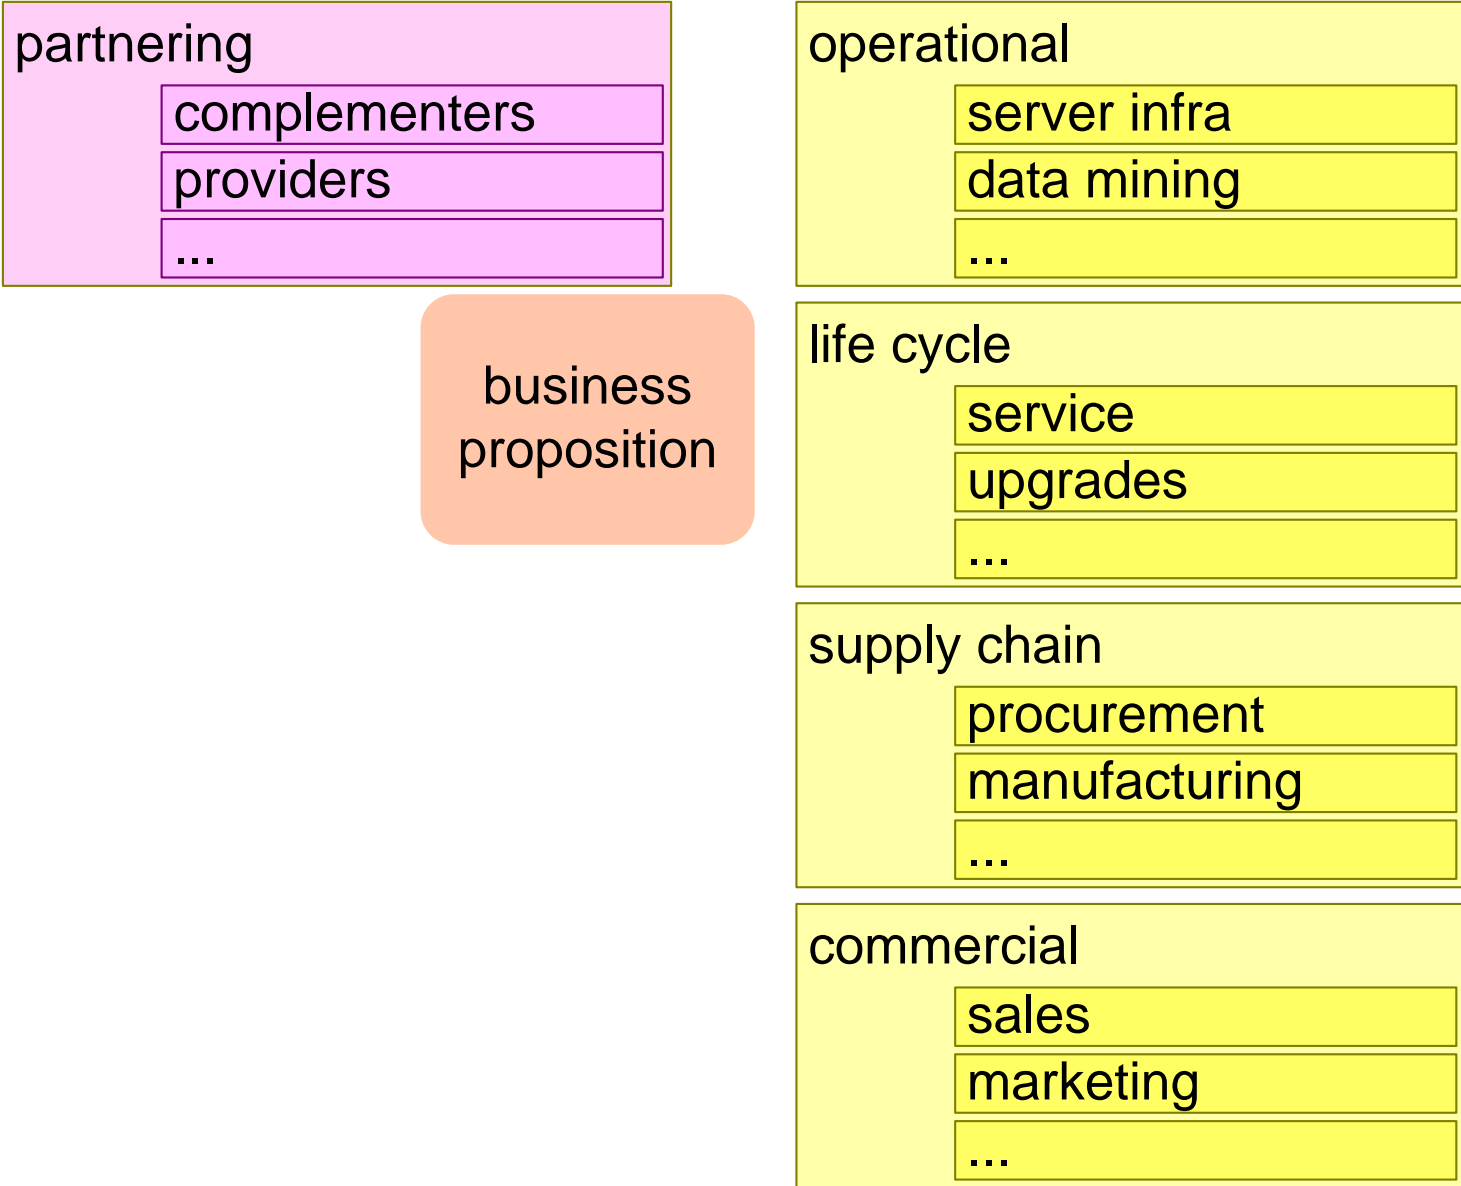 partnering
complementers
providers
...
business
proposition
operational
server infra
data mining
...
life cycle
service
upgrades
...
supply chain
procurement
manufacturing
...
commercial
sales
marketing
...